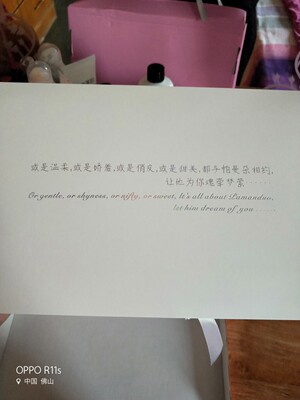 或是温柔,或是娇羞,或是俏皮,或是甜美,都予帕曼朵相约,
让他为你魂牵梦萦······
Or gentle, or shyness, or nifty, or sweet, It's all about Pamanduo,
let him dream of you·······
OPPO R11s
中国 佛山